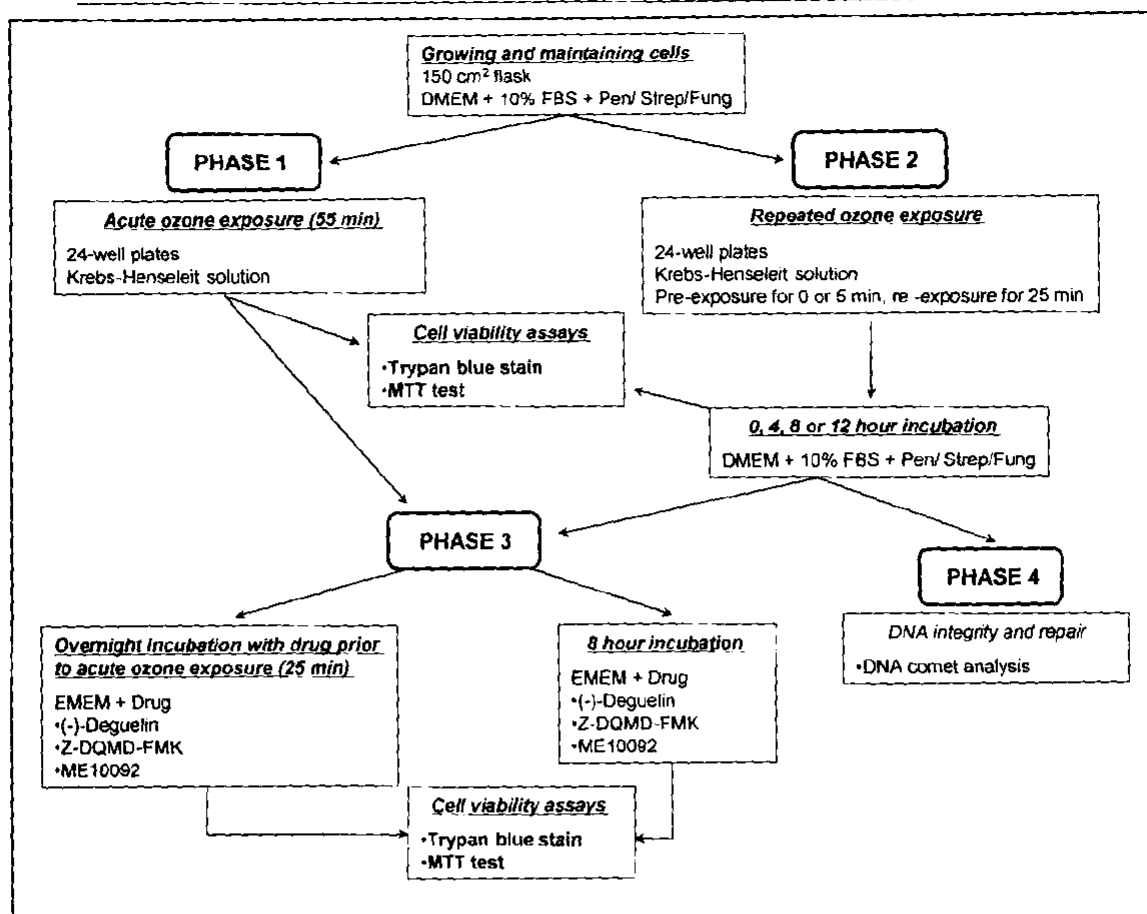 Growing and maintaining cells
150 cm² flask
DMEM + 10% FBS + Pen/ Strep/Fung
PHASE 1
PHASE 2
Acute ozone exposure (55 min)
24-well plates
Krebs-Henseleit solution
Repeated ozone exposure
24-well plates
Krebs-Henseleit solution
Pre-exposure for 0 or 5 min, re -exposure for 25 min
Cell viability assays
•Trypan blue stain
•MTT test
0, 4, 8 or 12 hour incubation
DMEM + 10% FBS + Pen/ Strep/Fung
PHASE 3
PHASE 4
Overnight incubation with drug prior
to acute ozone exposure (25 min)
EMEM + Drug
•(-)-Deguelin
•Z-DQMD-FMK
•ME10092
8 hour incubation
EMEM + Drug
•(-)-Deguelin
•Z-DQMD-FMK
•ME10092
DNA integrity and repair
•DNA comet analysis
Cell viability assays
•Trypan blue stain
•MTT test